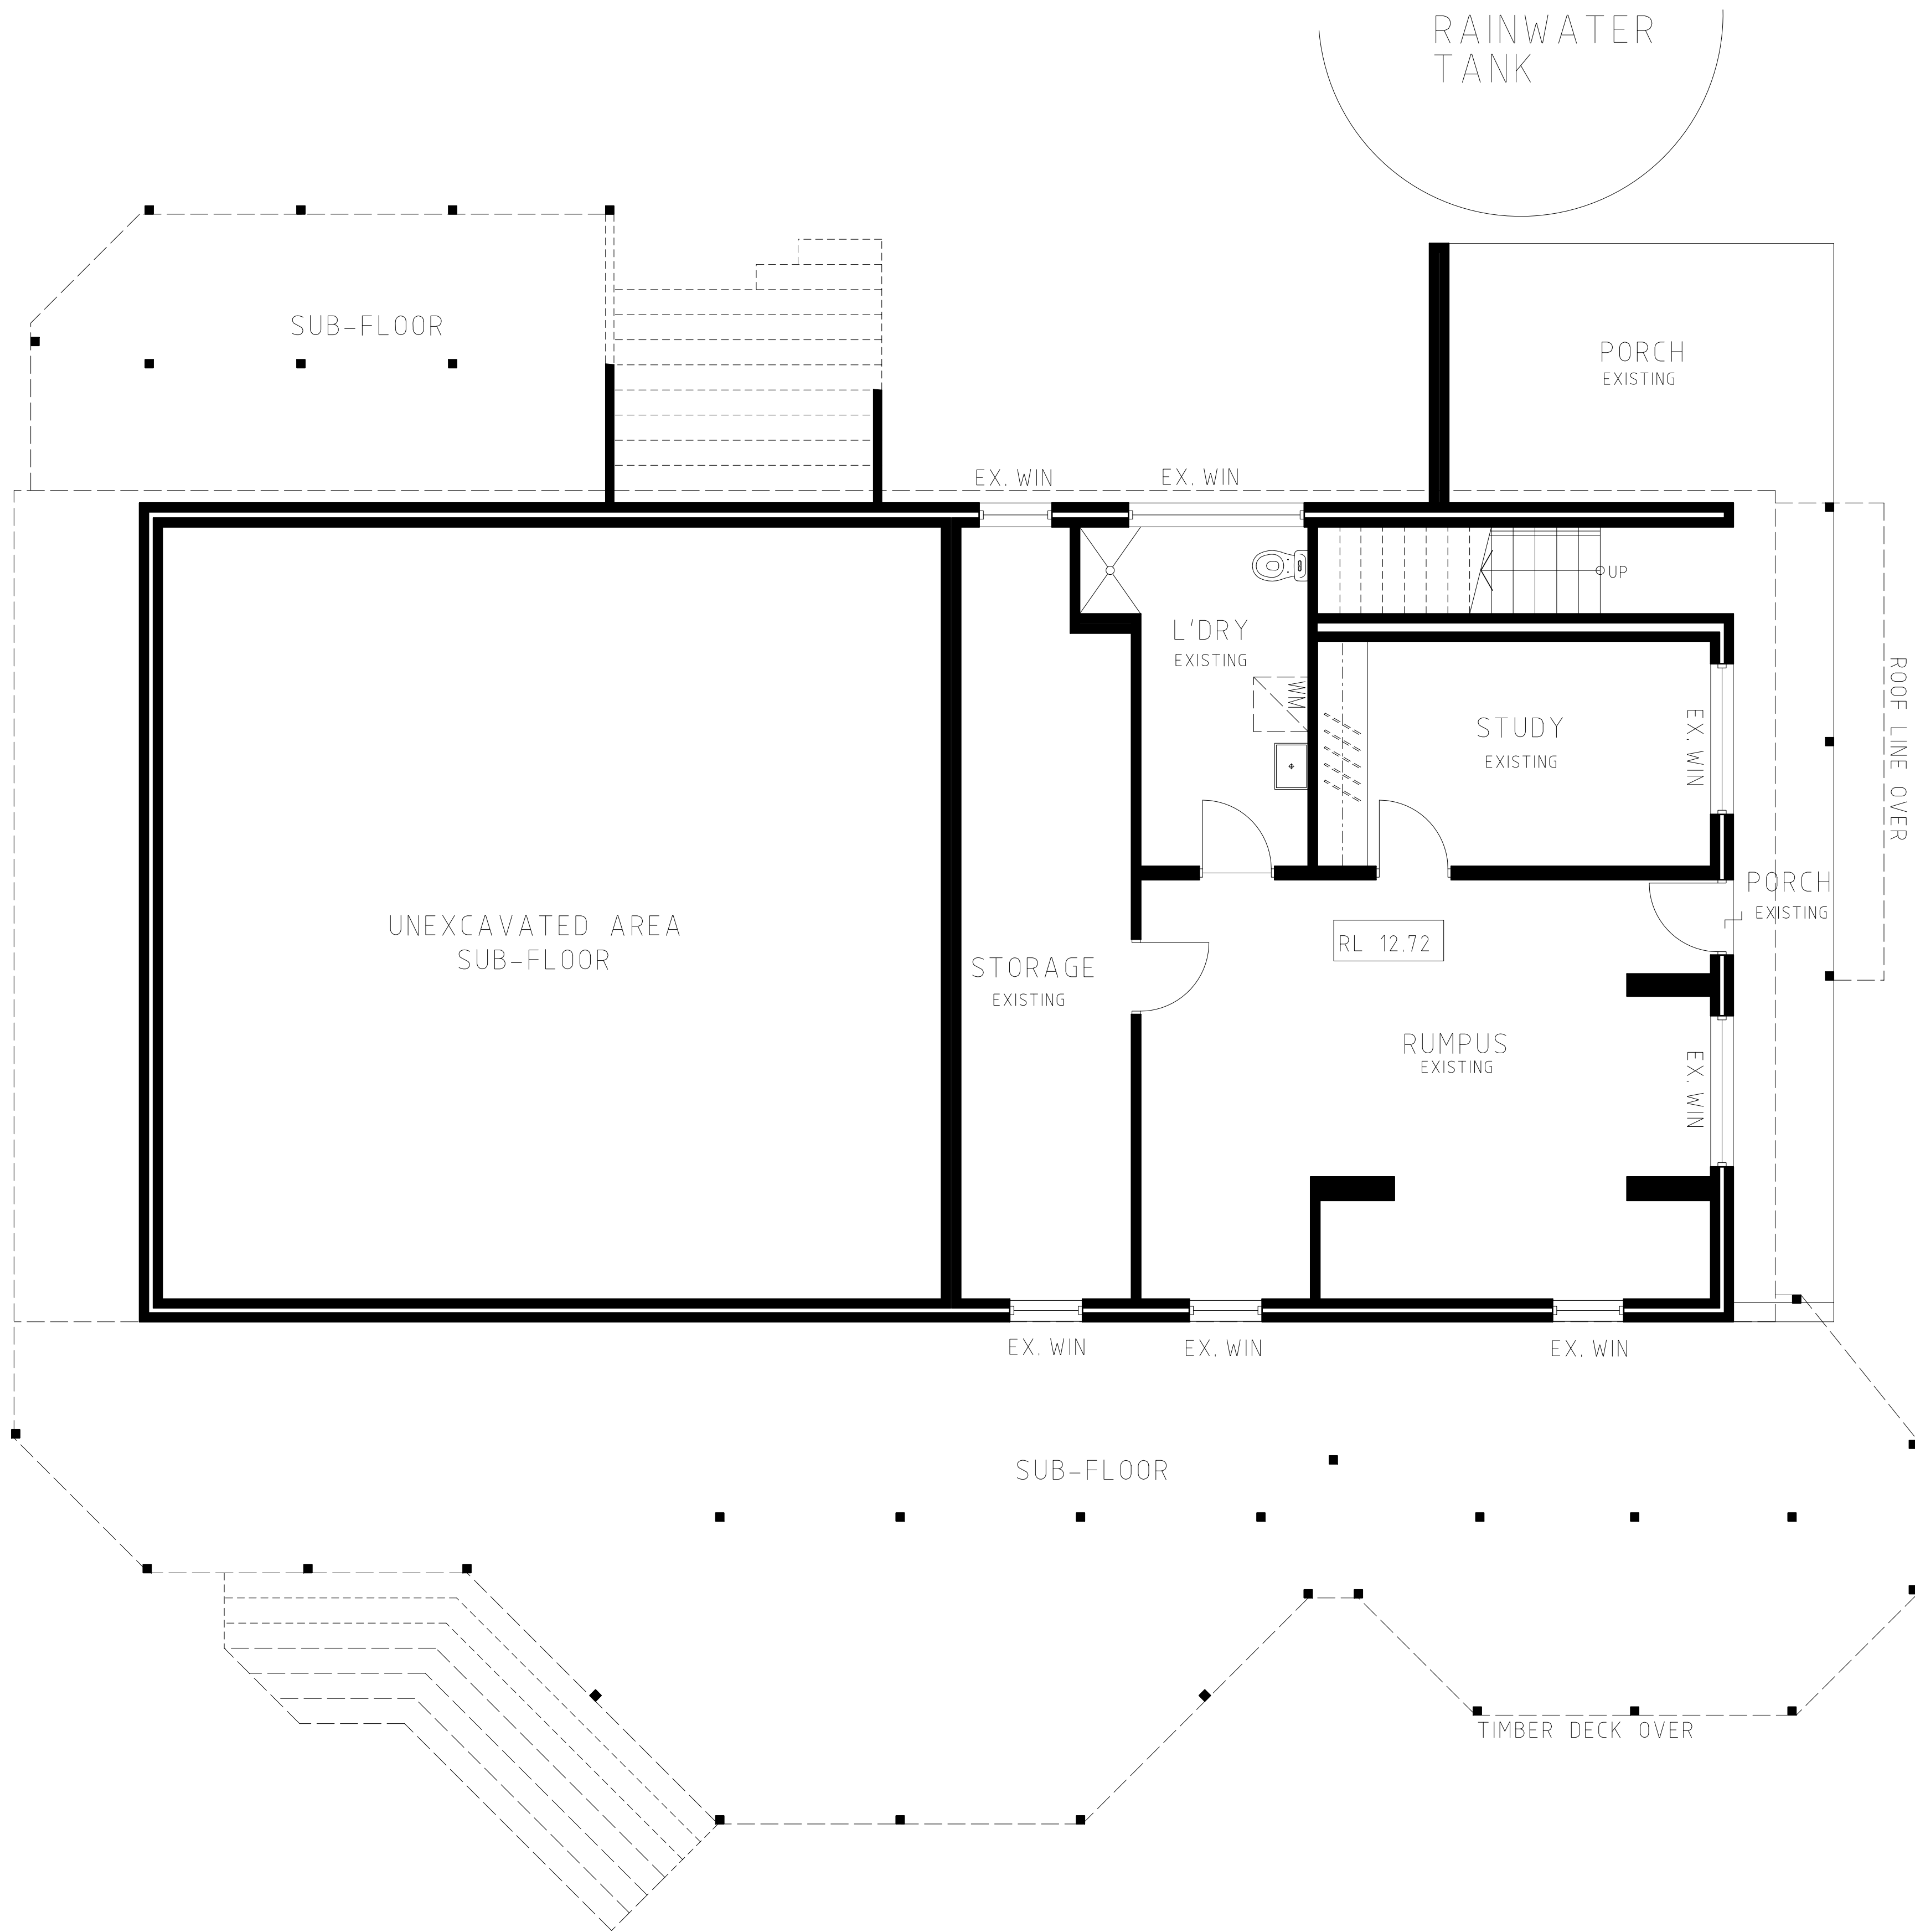 RAINWATER
TANK
SUB-FLOOR
PORCH
EXISTING
EX. WIN
EX. WIN
UP
L'DRY
EXISTING
WM
STUDY
EXISTING
EX. WIN
ROOF LINE OVER
PORCH
EXISTING
UNEXCAVATED AREA
SUB-FLOOR
STORAGE
EXISTING
RL 12.72
RUMPUS
EXISTING
EX. WIN
EX. WIN
EX. WIN
EX. WIN
SUB-FLOOR
TIMBER DECK OVER